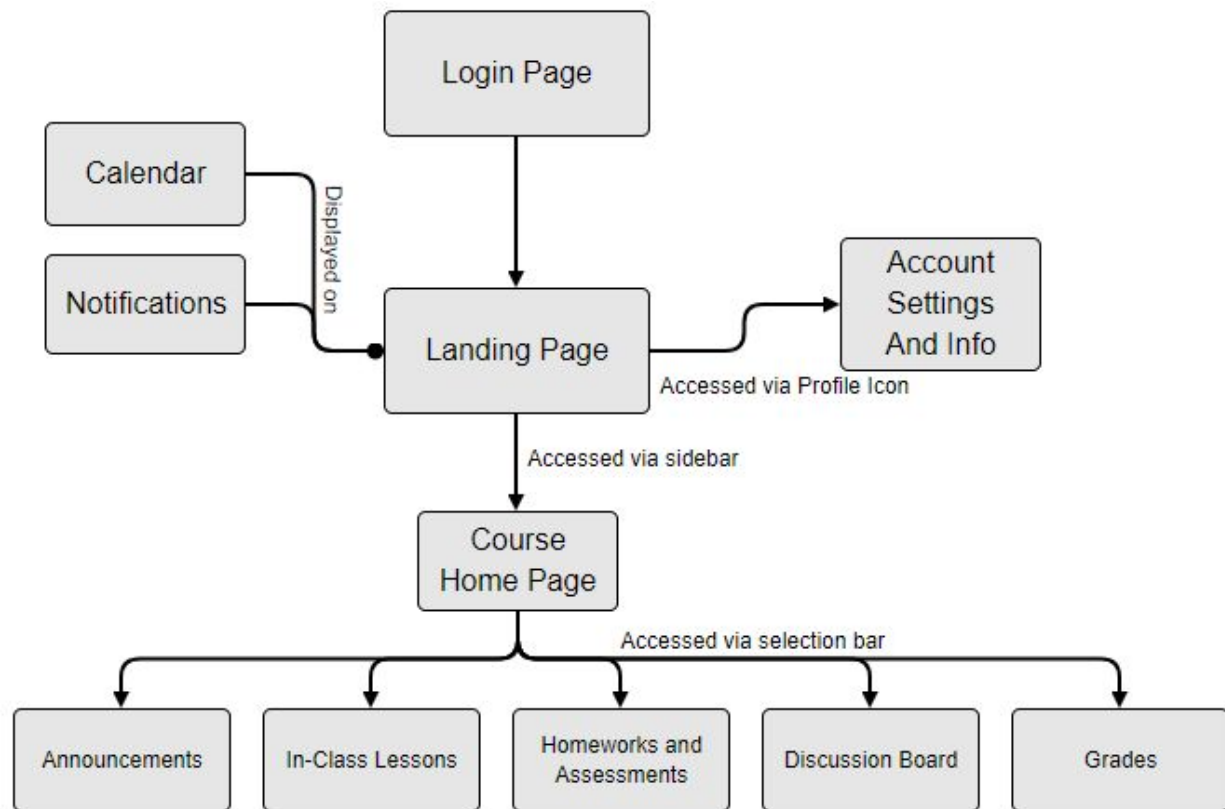 Login Page
Calendar
Displayed on
Notifications
Account
Settings
And Info
Landing Page
Accessed via Profile Icon
Accessed via sidebar
Course
Home Page
Accessed via selection bar
Announcements
In-Class Lessons
Homeworks and
Assessments
Discussion Board
Grades